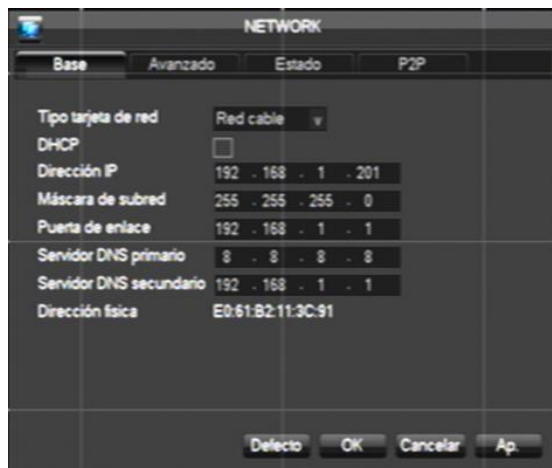 NETWORK
Base Avanzado Estado P2P
Tipo tarjeta de red Red cable
DHCP
Dirección IP 192 . 168 . 1 . 201
Máscara de subred 255 . 255 . 255 . 0
Puerta de enlace 192 . 168 . 1 . 1
Servidor DNS primario 8 . 8 . 8 . 8
Servidor DNS secundario 192 . 168 . 1 . 1
Dirección fisica E0:61:B2:11:3C:91
Defecto OK Cancelar Ap.